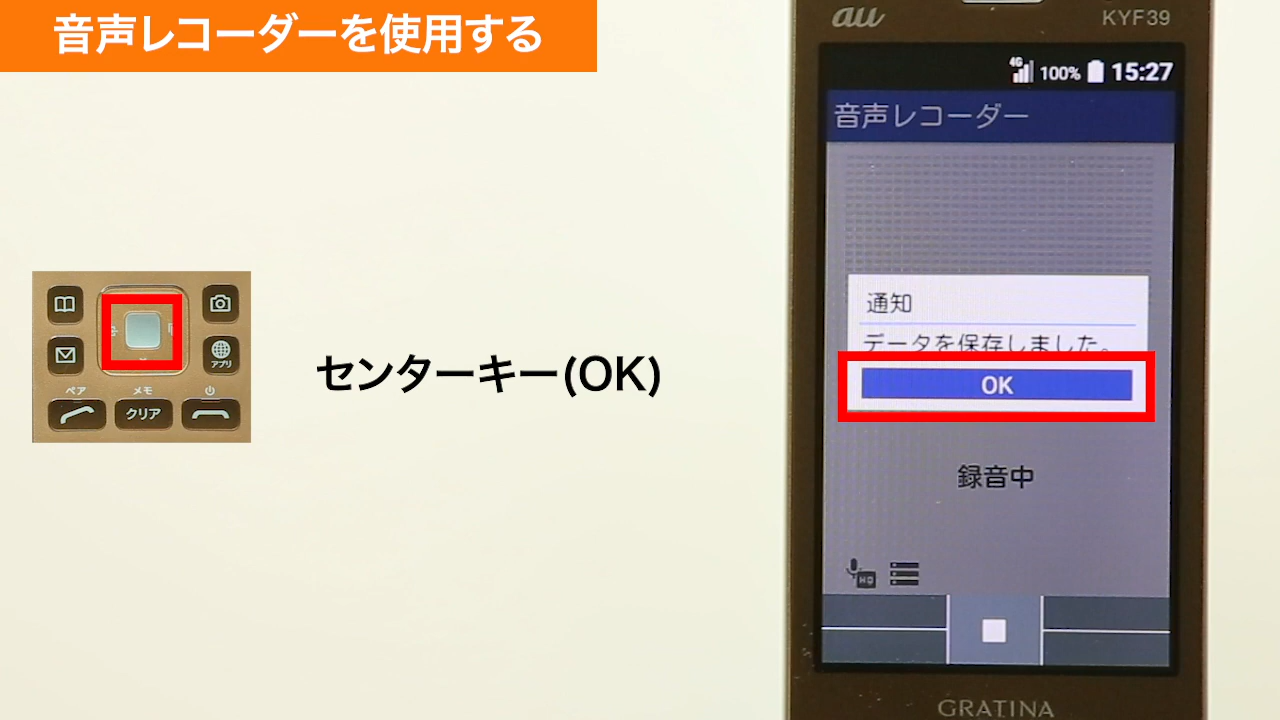 音声レコーダーを使用する
au
KYF39
4G
100%
15:27
音声レコーダー
通知
データを保存しました。
OK
録音中
HQ
GRATINA
アプリ
ペア
メモ
クリア
センターキー(OK)